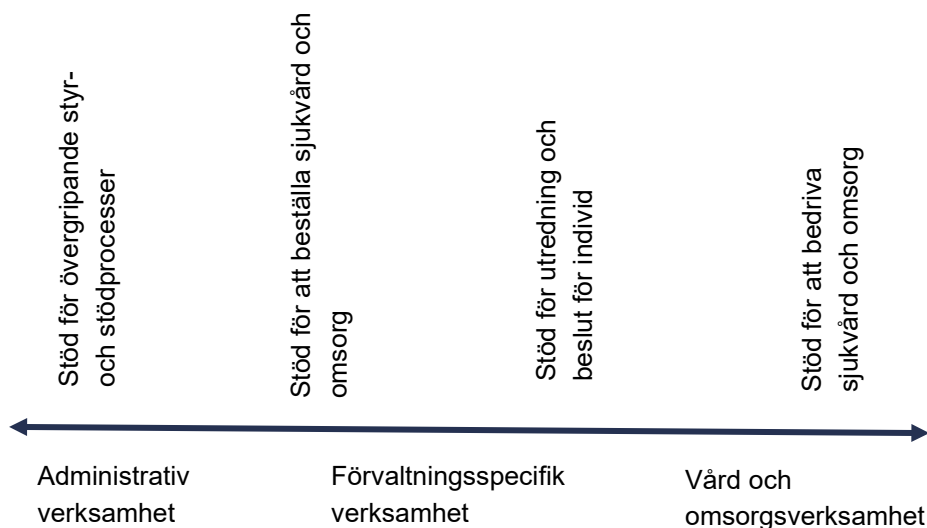 Stöd för övergripande styr-
och stödprocesser
Stöd för att beställa sjukvård och
omsorg
Stöd för utredning och
beslut för individ
Stöd för att bedriva
sjukvård och omsorg
Administrativ
verksamhet
Förvaltningsspecifik
verksamhet
Vård och
omsorgsverksamhet